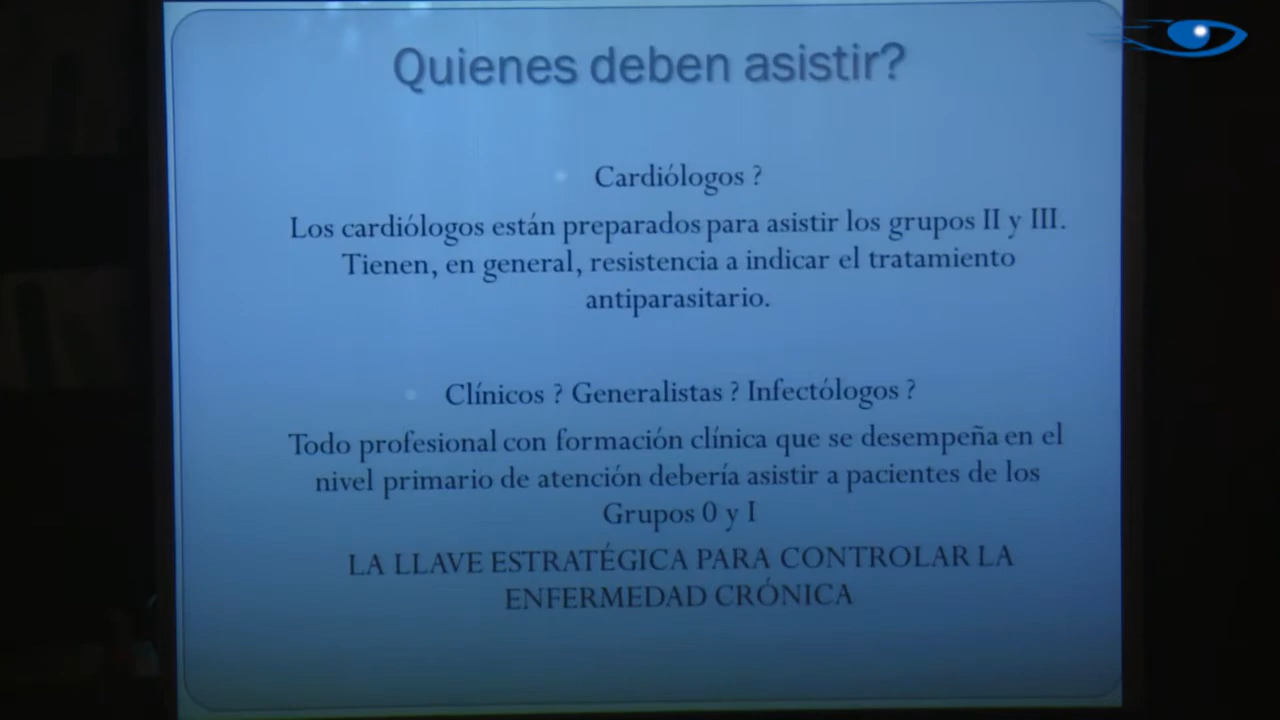 Quienes deben asistir?
Cardiólogos ?
Los cardiólogos están preparados para asistir los grupos II y III.
Tienen, en general, resistencia a indicar el tratamiento
antiparasitario.
Clínicos ? Generalistas ? Infectólogos ?
Todo profesional con formación clínica que se desempeña en el
nivel primario de atención debería asistir a pacientes de los
Grupos 0 y I
LA LLAVE ESTRATÉGICA PARA CONTROLAR LA
ENFERMEDAD CRÓNICA